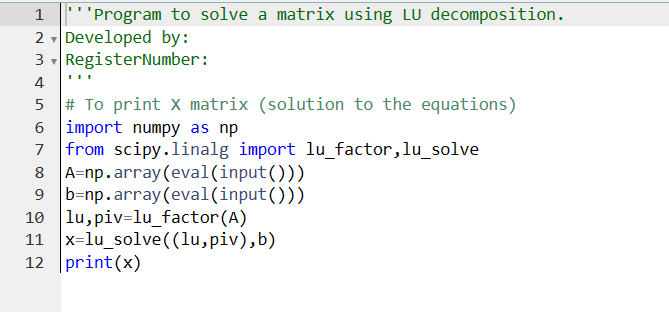 1 '''Program to solve a matrix using LU decomposition.
2 Developed by:
3 RegisterNumber:
4 '''
5 # To print X matrix (solution to the equations)
6 import numpy as np
7 from scipy.linalg import lu_factor,lu_solve
8 A=np.array(eval(input()))
9 b=np.array(eval(input()))
10 lu,piv=lu_factor(A)
11 x=lu_solve((lu,piv),b)
12 print(x)